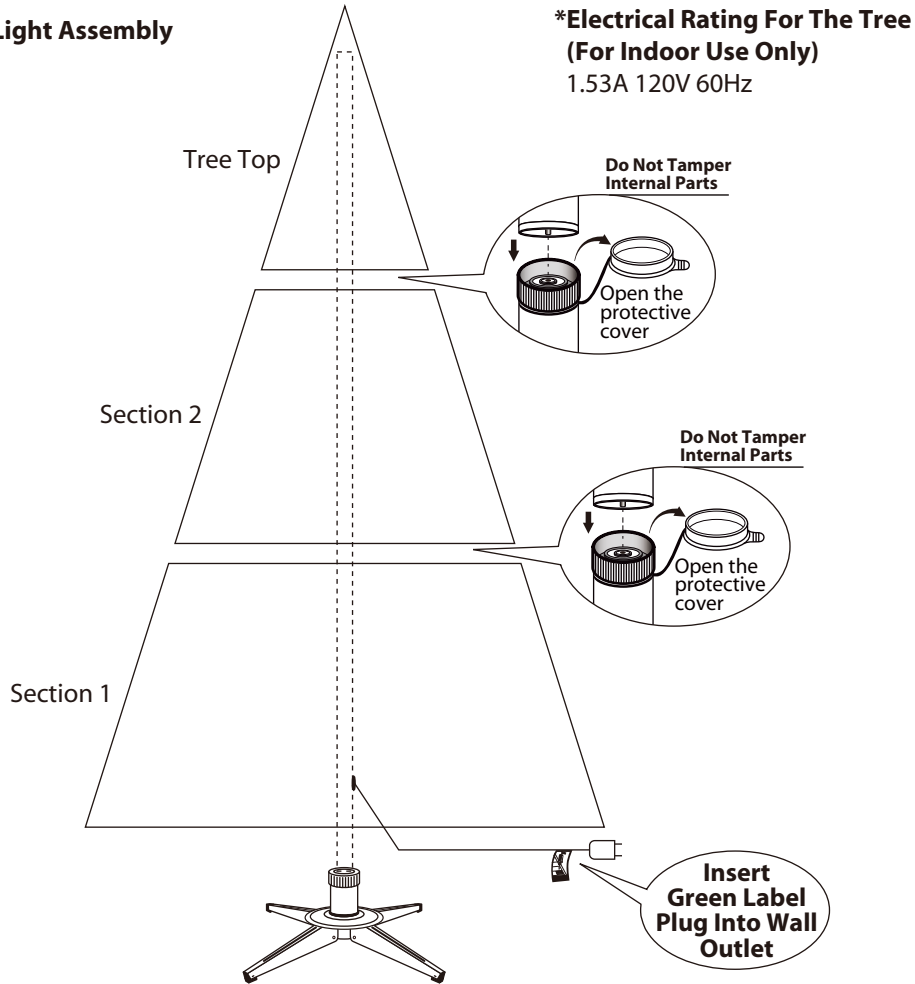 Light Assembly
*Electrical Rating For The Tree
(For Indoor Use Only)
1.53A 120V 60Hz
Tree Top
Do Not Tamper
Internal Parts
Open the
protective
cover
Section 2
Do Not Tamper
Internal Parts
Open the
protective
cover
Section 1
Insert
Green Label
Plug Into Wall
Outlet